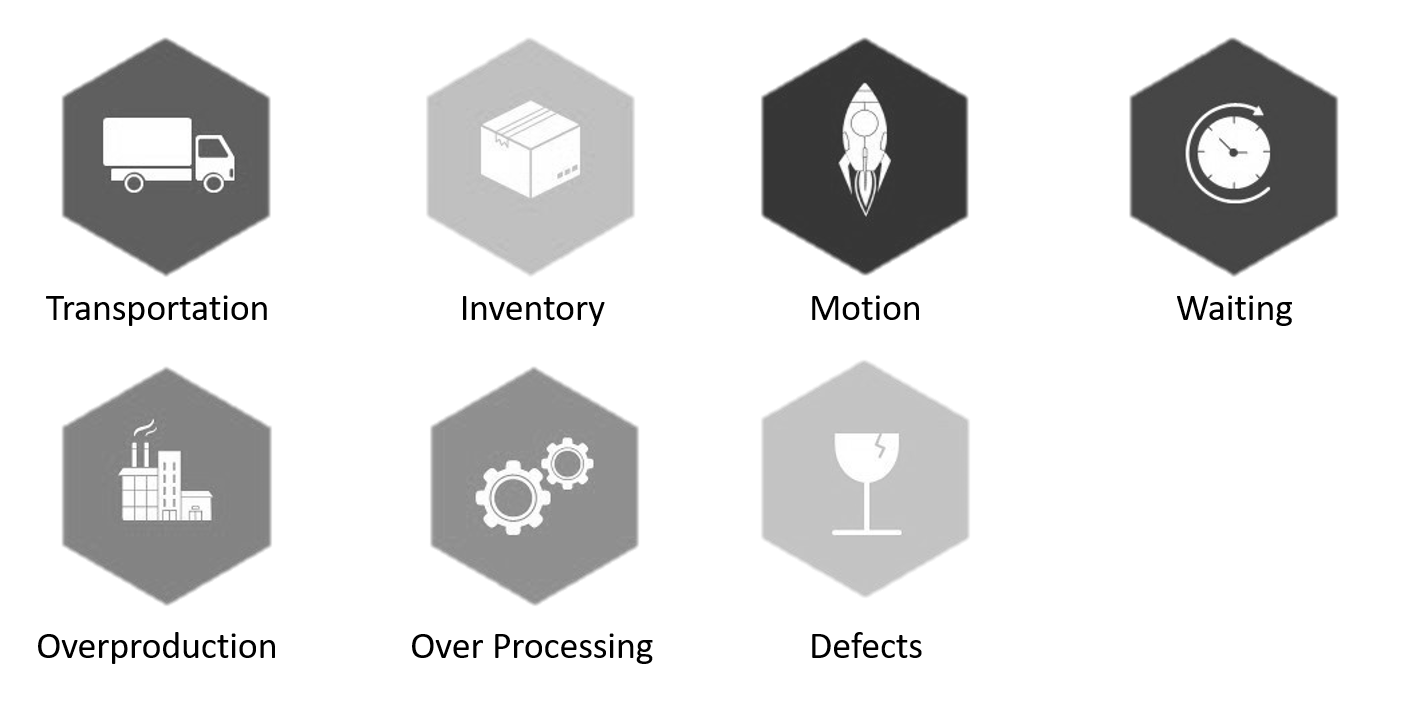 Transportation
Inventory
Motion
Waiting
Overproduction
Over Processing
Defects